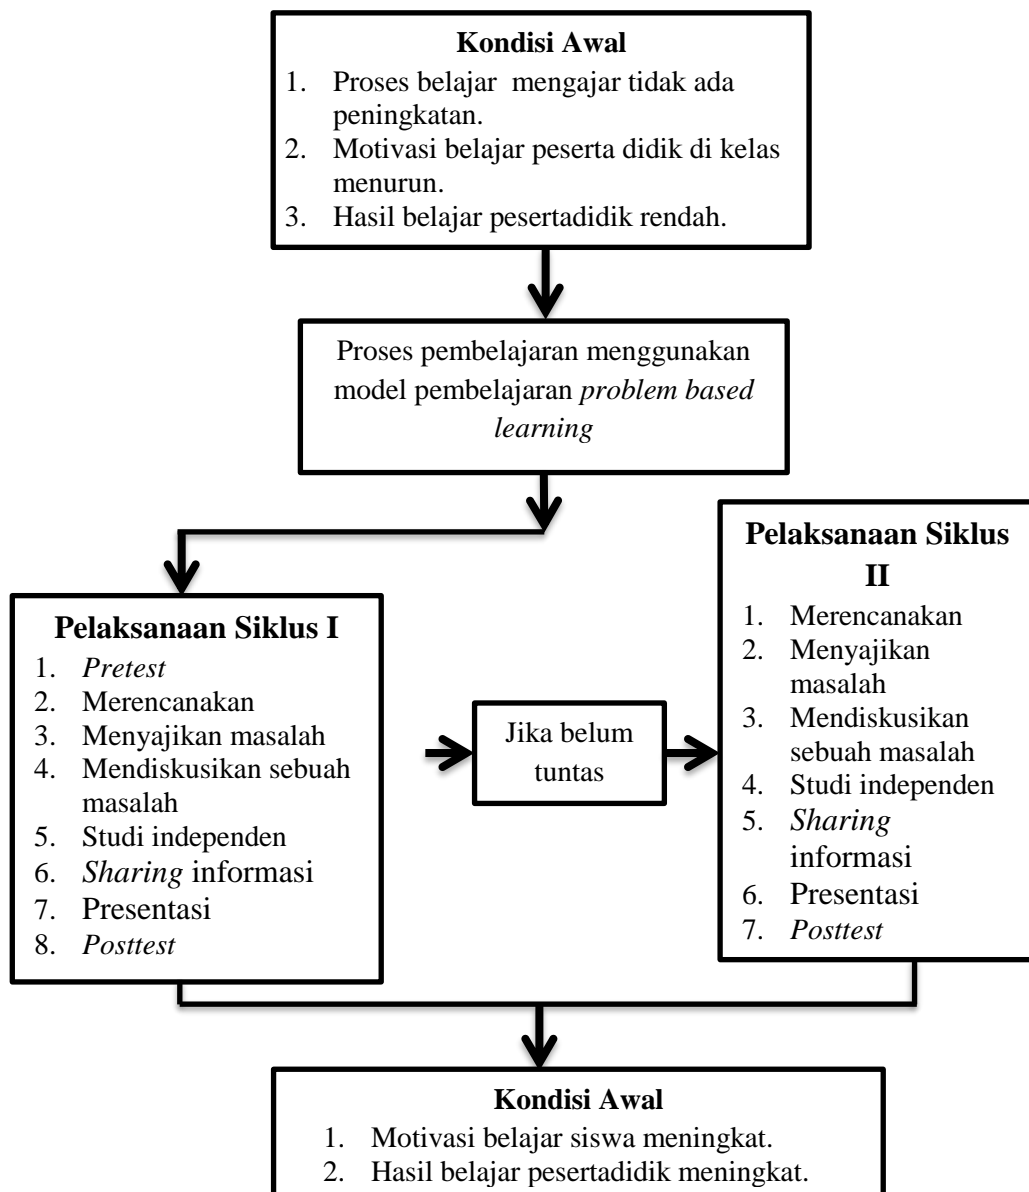 Kondisi Awal
1. Proses belajar mengajar tidak ada
peningkatan.
2. Motivasi belajar peserta didik di kelas
menurun.
3. Hasil belajar pesertadidik rendah.
Proses pembelajaran menggunakan
model pembelajaran problem based
learning
Pelaksanaan Siklus I
1. Pretest
2. Merencanakan
3. Menyajikan masalah
4. Mendiskusikan sebuah
masalah
5. Studi independen
6. Sharing informasi
7. Presentasi
8. Posttest
Jika belum
tuntas
Pelaksanaan Siklus
II
1. Merencanakan
2. Menyajikan
masalah
3. Mendiskusikan
sebuah masalah
4. Studi independen
5. Sharing
informasi
6. Presentasi
7. Posttest
Kondisi Awal
1. Motivasi belajar siswa meningkat.
2. Hasil belajar pesertadidik meningkat.